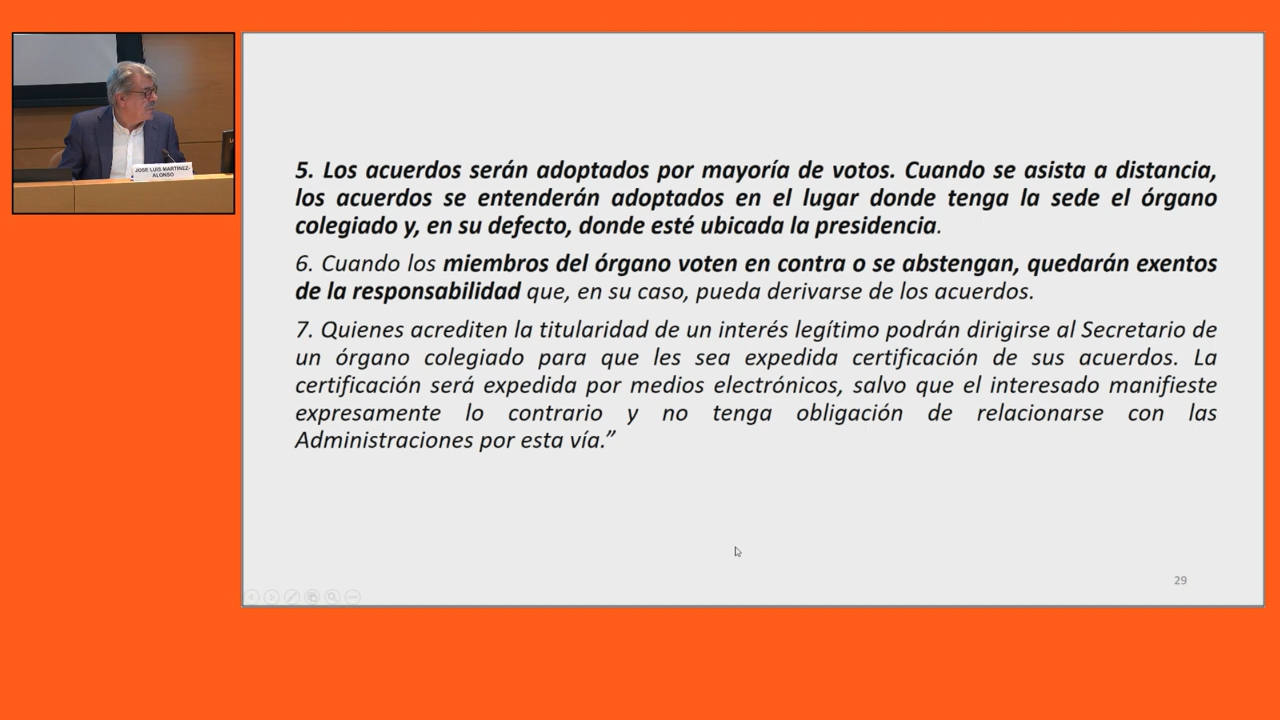 JOSE LUIS MARTINEZ-
ALONSO
5. Los acuerdos serán adoptados por mayoría de votos. Cuando se asista a distancia,
los acuerdos se entenderán adoptados en el lugar donde tenga la sede el órgano
colegiado y, en su defecto, donde esté ubicada la presidencia.
6. Cuando los miembros del órgano voten en contra o se abstengan, quedarán exentos
de la responsabilidad que, en su caso, pueda derivarse de los acuerdos.
7. Quienes acrediten la titularidad de un interés legítimo podrán dirigirse al Secretario de
un órgano colegiado para que les sea expedida certificación de sus acuerdos. La
certificación será expedida por medios electrónicos, salvo que el interesado manifieste
expresamente lo contrario y no tenga obligación de relacionarse con las
Administraciones por esta vía.”
29